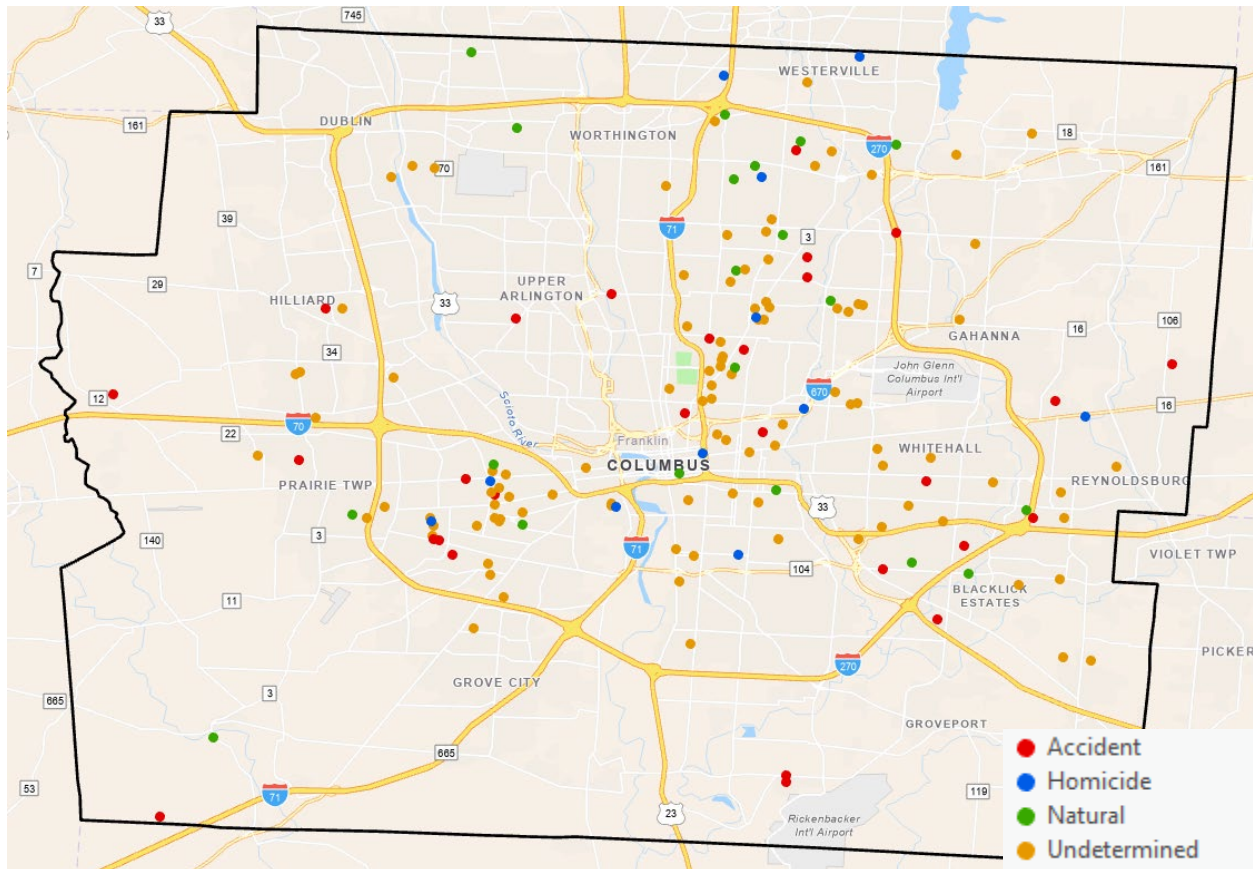 745
33
WESTERVILLE
161
DUBLIN
WORTHINGTON
18
270
70
161
39
71
3
7
29
UPPER
ARLINGTON
HILLIARD
33
106
16
GAHANNA
34
John Glenn
Columbus Int'l
Airport
12
670
Scioto River
16
70
22
Franklin
WHITEHALL
COLUMBUS
PRAIRIE TWP
REYNOLDSBURG
33
3
140
71
VIOLET TWP
104
BLACKLICK
ESTATES
11
PICKER
270
GROVE CITY
3
665
GROVEPORT
665
53
71
23
119
Rickenbacker
Int'l Airport
Accident
Homicide
Natural
Undetermined